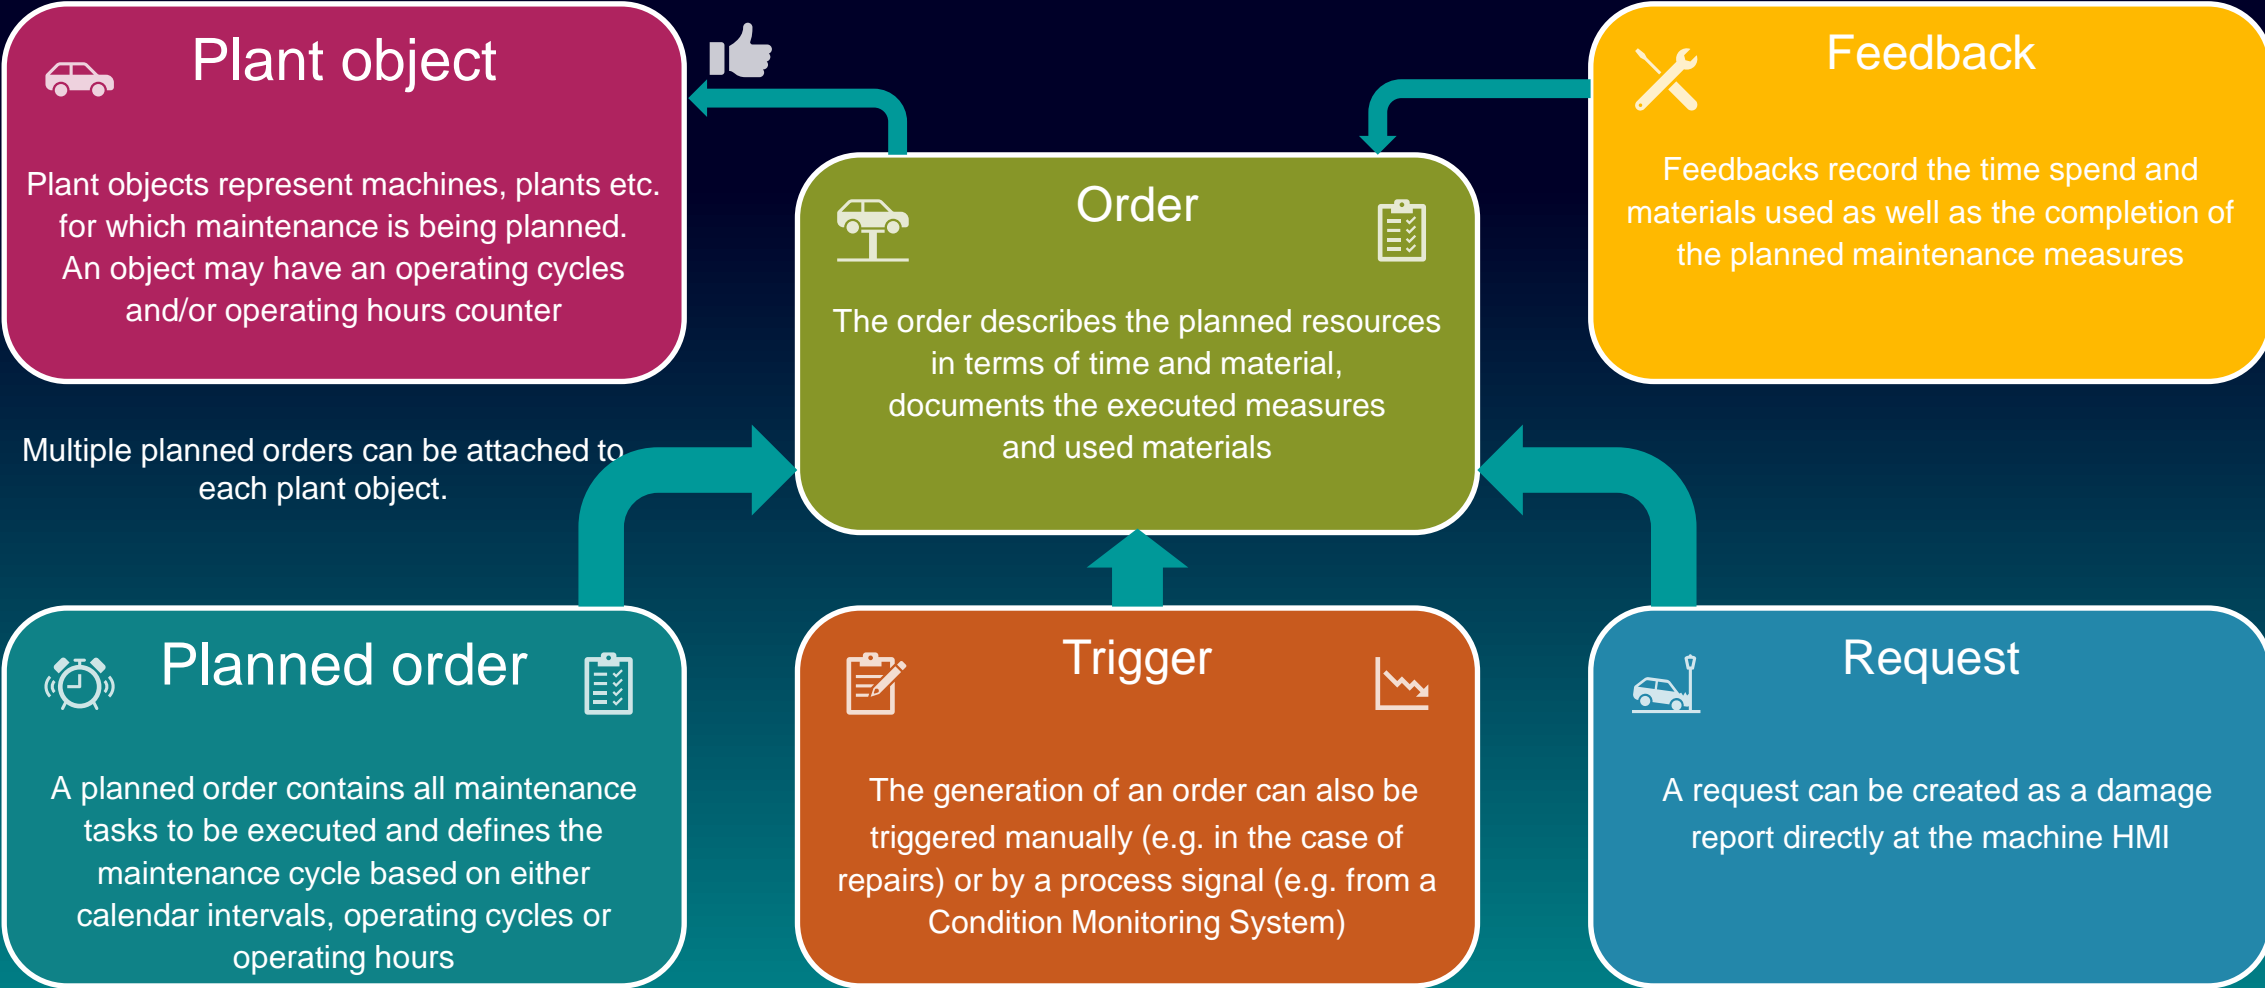 Plant object
Plant objects represent machines, plants etc.
for which maintenance is being planned.
An object may have an operating cycles
and/or operating hours counter
Order
The order describes the planned resources
in terms of time and material,
documents the executed measures
and used materials
Feedback
Feedbacks record the time spend and
materials used as well as the completion of
the planned maintenance measures
Multiple planned orders can be attached to
each plant object.
Planned order
A planned order contains all maintenance
tasks to be executed and defines the
maintenance cycle based on either
calendar intervals, operating cycles or
operating hours
Trigger
The generation of an order can also be
triggered manually (e.g. in the case of
repairs) or by a process signal (e.g. from a
Condition Monitoring System)
Request
A request can be created as a damage
report directly at the machine HMI